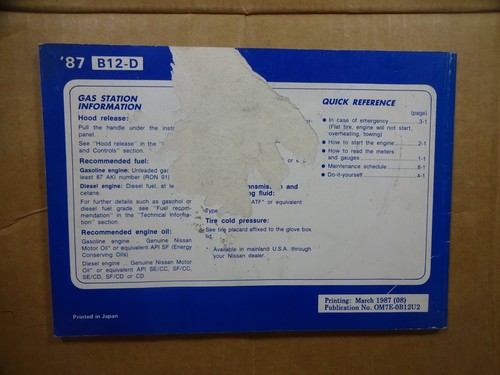 '87 B12-D
GAS STATION
INFORMATION
Hood release:
Pull the handle under the instr
panel.
See "Hood release" in the "I
and Controls" section.
Recommended fuel:
Gasoline engine: Unleaded gas
least 87 AKI number (RON 91)
Diesel engine: Diesel fuel, at le
cetane.
For further details such as gasohol or
diesel fuel grade, see "Fuel recom-
mendation" in the "Technical Informa-
tion" section.
Recommended engine oil:
Gasoline engine ... Genuine Nissan
Motor Oil* or equivalent API SF (Energy
Conserving Oils)
Diesel engine ... Genuine Nissan Motor
Oil* or equivalent API SE/CC, SF/CC,
SE/CD, SF/CD or CD
ansmis and
ng fluid:
ATF* or equivalent
Type
Tire cold pressure:
See tire placard affixed to the glove box
lid.
* Available in mainland U.S.A. through
your Nissan dealer.
QUICK REFERENCE
(page)
● In case of emergency 3-1
(Flat tire, engine will not start,
overheating, towing)
● How to start the engine 2-1
● How to read the meters
and gauges 1-1
● Maintenance schedule 8-1
● Do-it-yourself 4-1
Printing: March 1987 (08)
Publication No. OM7E-0B12U2
Printed in Japan